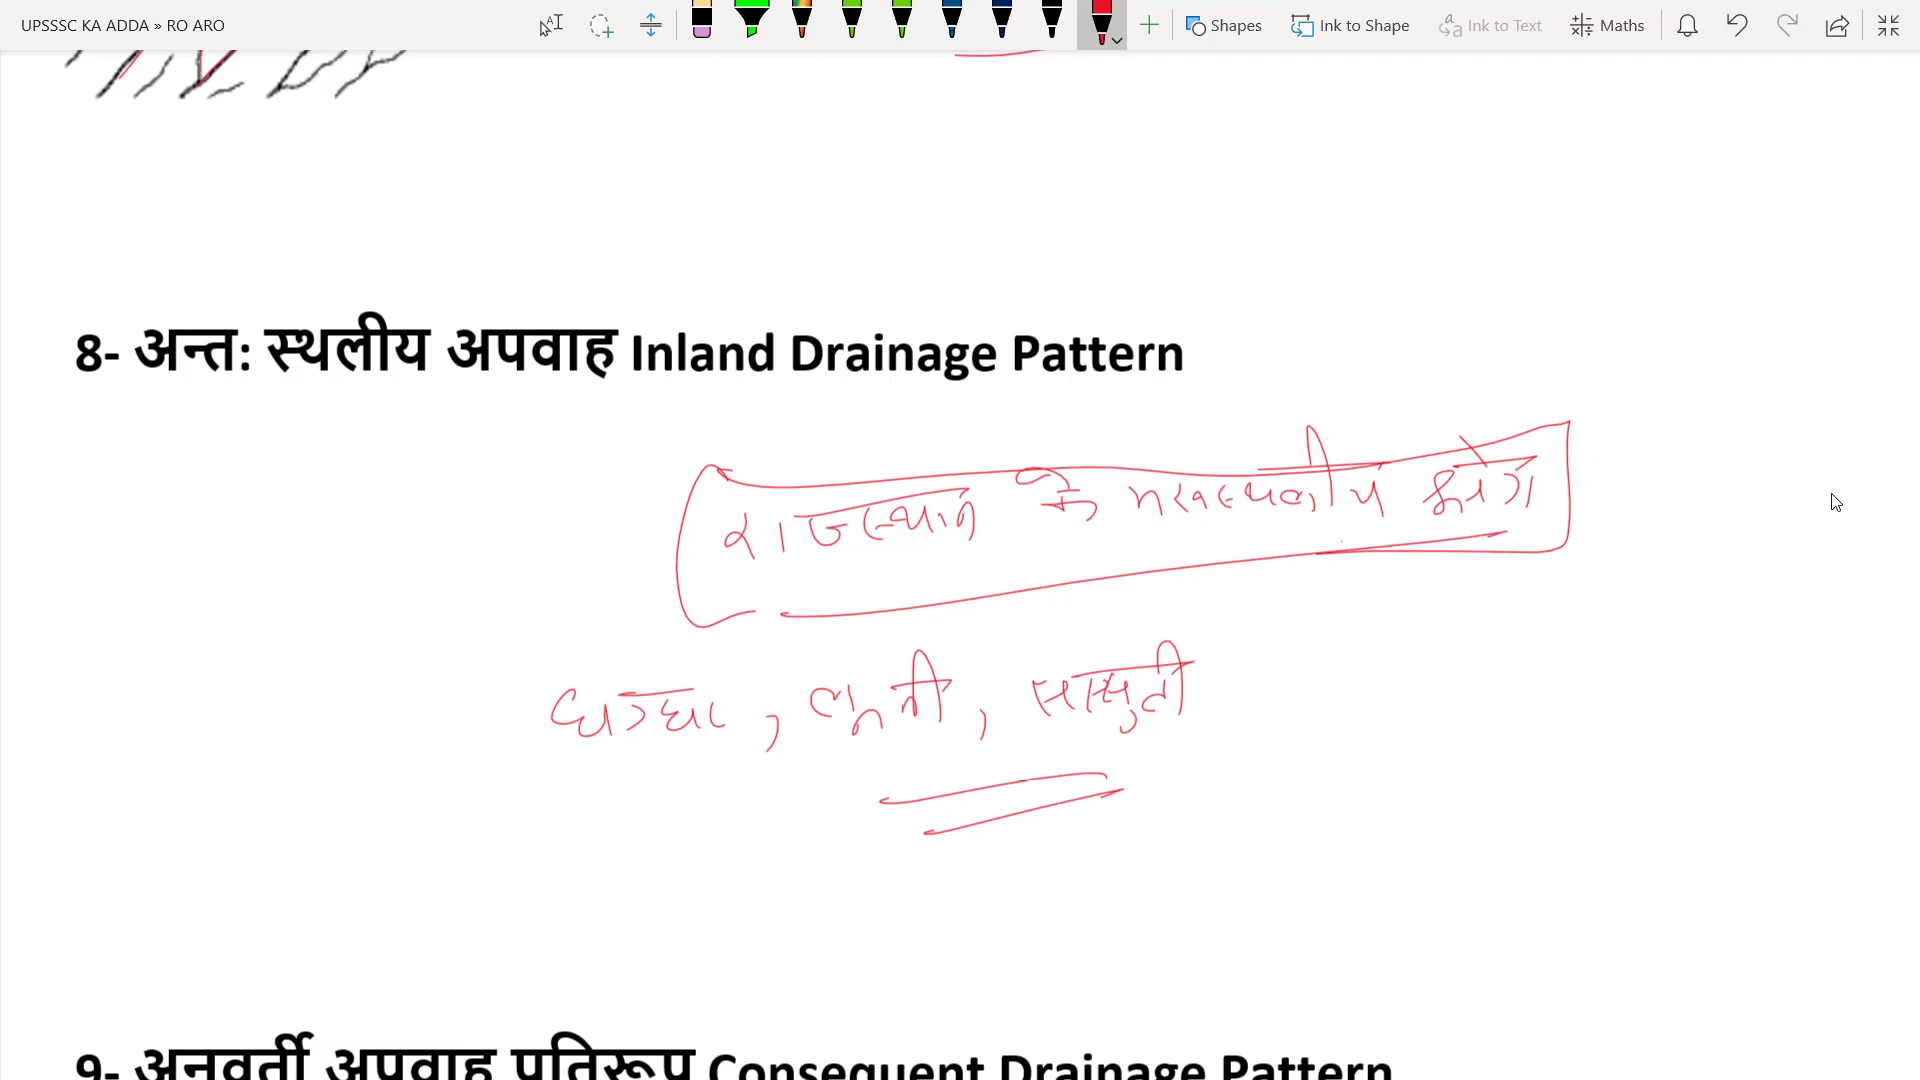 UPSSSC KA ADDA » RO ARO Shapes Ink to Shape Ink to Text Maths
8- अन्त: स्थलीय अपवाह Inland Drainage Pattern
राजस्थान के मरुस्थलीय क्षेत्रों
घग्घर, लूनी,
9- अनुवर्ती अपवाह प्रतिरूप Consequent Drainage Pattern